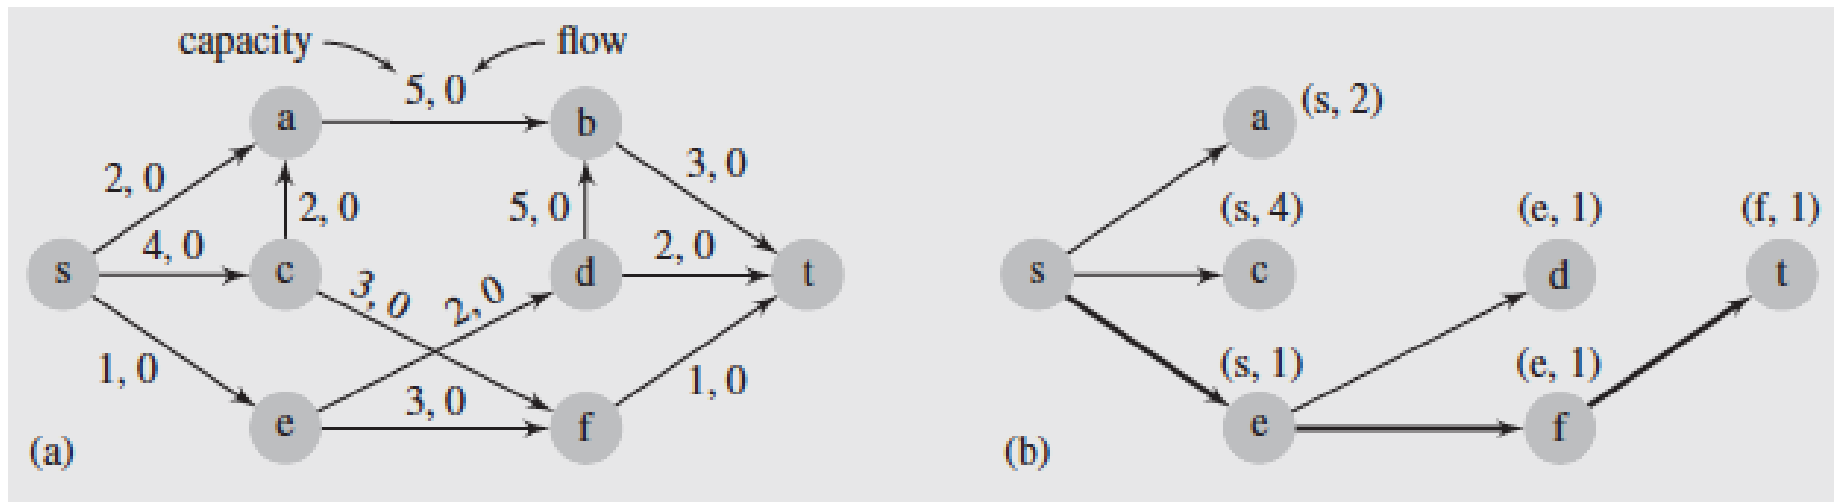 capacity flow
5, 0
a b (s, 2)
a
2, 0 3, 0
2, 0 5, 0 (s, 4) (e, 1) (f, 1)
4, 0 2, 0
s c d t s c d t
3, 0 2, 0
1, 0 3, 0 1, 0 (s, 1) (e, 1)
e f e f
(a) (b)